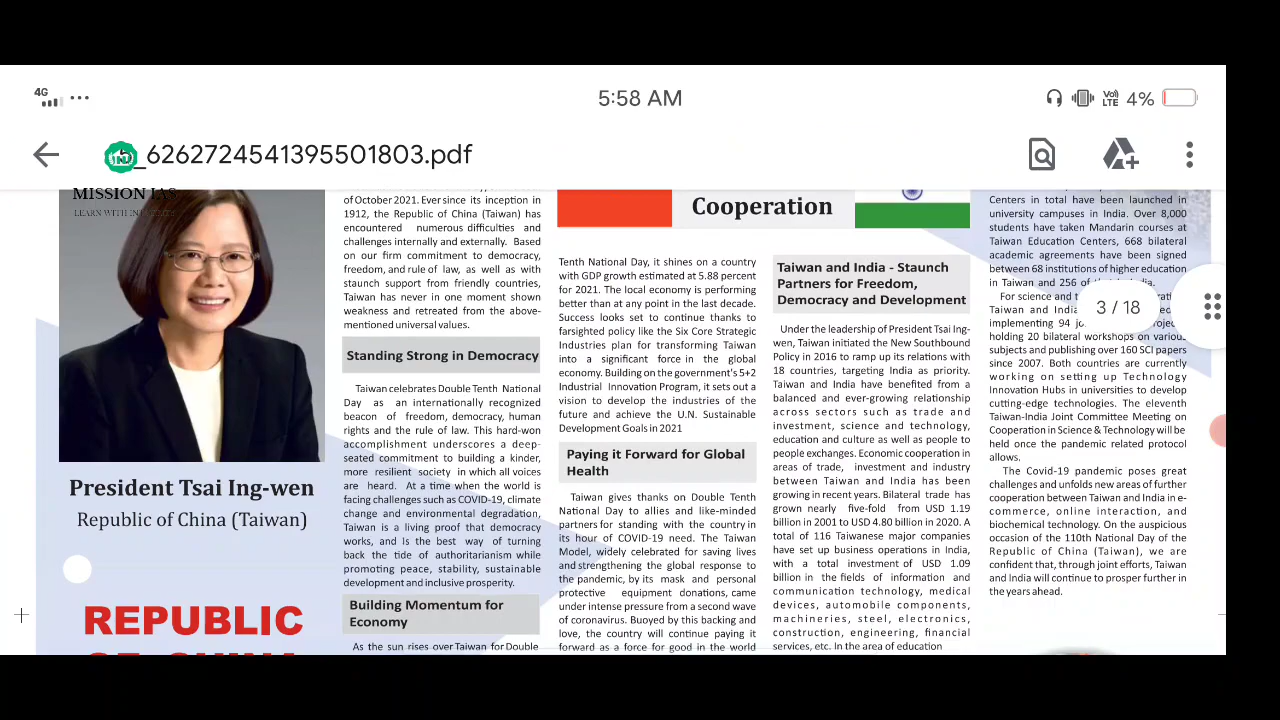 4G
5:58 AM
Vo)
LTE
4%
_6262724541395501803.pdf
MISSION IAS
President Tsai Ing-wen
Republic of China (Taiwan)
REPUBLIC
of October 2021. Ever since its inception in
1912, the Republic of China (Taiwan) has
encountered numerous difficulties and
challenges internally and externally. Based
on our firm commitment to democracy,
freedom, and rule of law, as well as with
staunch support from friendly countries,
Taiwan has never in one moment shown
weakness and retreated from the above-
mentioned universal values.
Standing Strong in Democracy
Taiwan celebrates Double Tenth National
Day as an internationally recognized
beacon of freedom, democracy, human
rights and the rule of law. This hard-won
accomplishment underscores a deep-
seated commitment to building a kinder,
more resilient society in which all voices
are heard. At a time when the world is
facing challenges such as COVID-19, climate
change and environmental degradation,
Taiwan is a living proof that democracy
works, and Is the best way of turning
back the tide of authoritarianism while
promoting peace, stability, sustainable
development and inclusive prosperity.
Building Momentum for
Economy
As the sun rises over Taiwan for Double
Cooperation
Tenth National Day, it shines on a country
with GDP growth estimated at 5.88 percent
for 2021. The local economy is performing
better than at any point in the last decade.
Success looks set to continue thanks to
farsighted policy like the Six Core Strategic
Industries plan for transforming Taiwan
into a significant force in the global
economy. Building on the government's 5+2
Industrial Innovation Program, it sets out a
vision to develop the industries of the
future and achieve the U.N. Sustainable
Development Goals in 2021
Paying it Forward for Global
Health
Taiwan gives thanks on Double Tenth
National Day to allies and like-minded
partners for standing with the country in
its hour of COVID-19 need. The Taiwan
Model, widely celebrated for saving lives
and strengthening the global response to
the pandemic, by its mask and personal
protective equipment donations, came
under intense pressure from a second wave
of coronavirus. Buoyed by this backing and
love, the country will continue paying it
forward as a force for good in the world
Taiwan and India - Staunch
Partners for Freedom,
Democracy and Development
Under the leadership of President Tsai Ing-
wen, Taiwan initiated the New Southbound
Policy in 2016 to ramp up its relations with
18 countries, targeting India as priority.
Taiwan and India have benefited from a
balanced and ever-growing relationship
across sectors such as trade and
investment, science and technology,
education and culture as well as people to
people exchanges. Economic cooperation in
areas of trade, investment and industry
between Taiwan and India has been
growing in recent years. Bilateral trade has
grown nearly five-fold from USD 1.19
billion in 2001 to USD 4.80 billion in 2020. A
total of 116 Taiwanese major companies
have set up business operations in India,
with a total investment of USD 1.09
billion in the fields of information and
communication technology, medical
devices, automobile components,
machineries, steel, electronics,
construction, engineering, financial
services, etc. In the area of education
Centers in total have been launched in
university campuses in India. Over 8,000
students have taken Mandarin courses at
Taiwan Education Centers, 668 bilateral
academic agreements have been signed
between 68 institutions of higher education
in Taiwan and 256 of
For science and
Taiwan and India
implementing 94
holding 20 bilateral workshops on various
subjects and publishing over 160 SCI papers
since 2007. Both countries are currently
working on setting up Technology
Innovation Hubs in universities to develop
cutting-edge technologies. The eleventh
Taiwan-India Joint Committee Meeting on
Cooperation in Science & Technology will be
held once the pandemic related protocol
allows.
The Covid-19 pandemic poses great
challenges and unfolds new areas of further
cooperation between Taiwan and India in e-
commerce, online interaction, and
biochemical technology. On the auspicious
occasion of the 110th National Day of the
Republic of China (Taiwan), we are
confident that, through joint efforts, Taiwan
and India will continue to prosper further in
the years ahead.
3 / 18